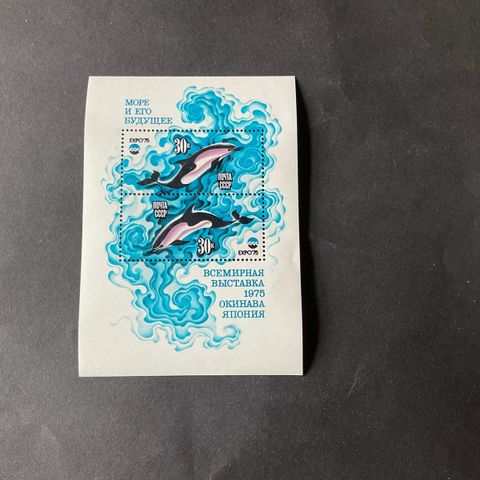 МОРЕ
И ЕГО
БУДУЩЕЕ
EXPO'75
30к
ПОЧТА
СССР
ПОЧТА
СССР
30к
EXPO'75
ВСЕМИРНАЯ
ВЫСТАВКА
1975
ОКИНАВА
ЯПОНИЯ